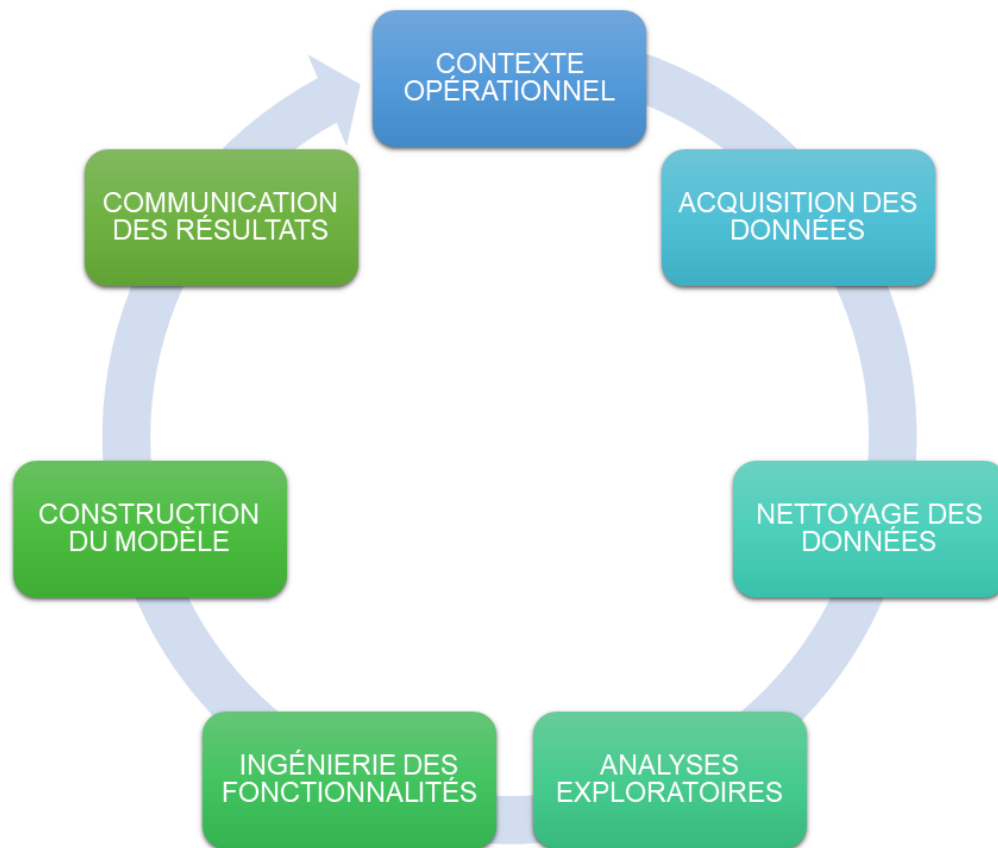 CONTEXTE
OPÉRATIONNEL
ACQUISITION DES
DONNÉES
NETTOYAGE DES
DONNÉES
ANALYSES
EXPLORATOIRES
INGÉNIERIE DES
FONCTIONNALITÉS
CONSTRUCTION
DU MODÈLE
COMMUNICATION
DES RÉSULTATS